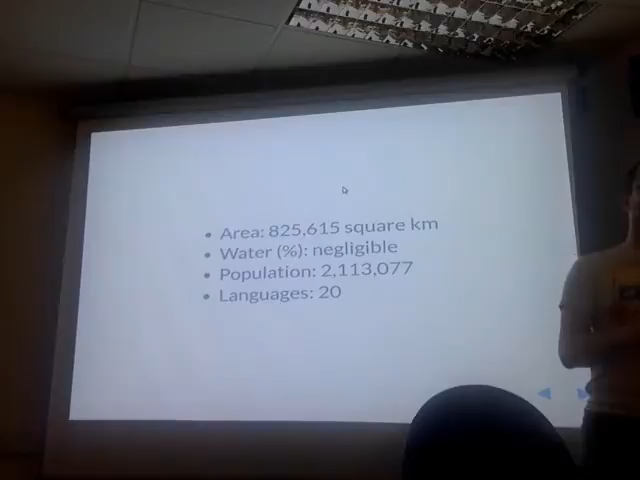 • Area: 825,615 square km
• Water (%): negligible
• Population: 2,113,077
• Languages: 20